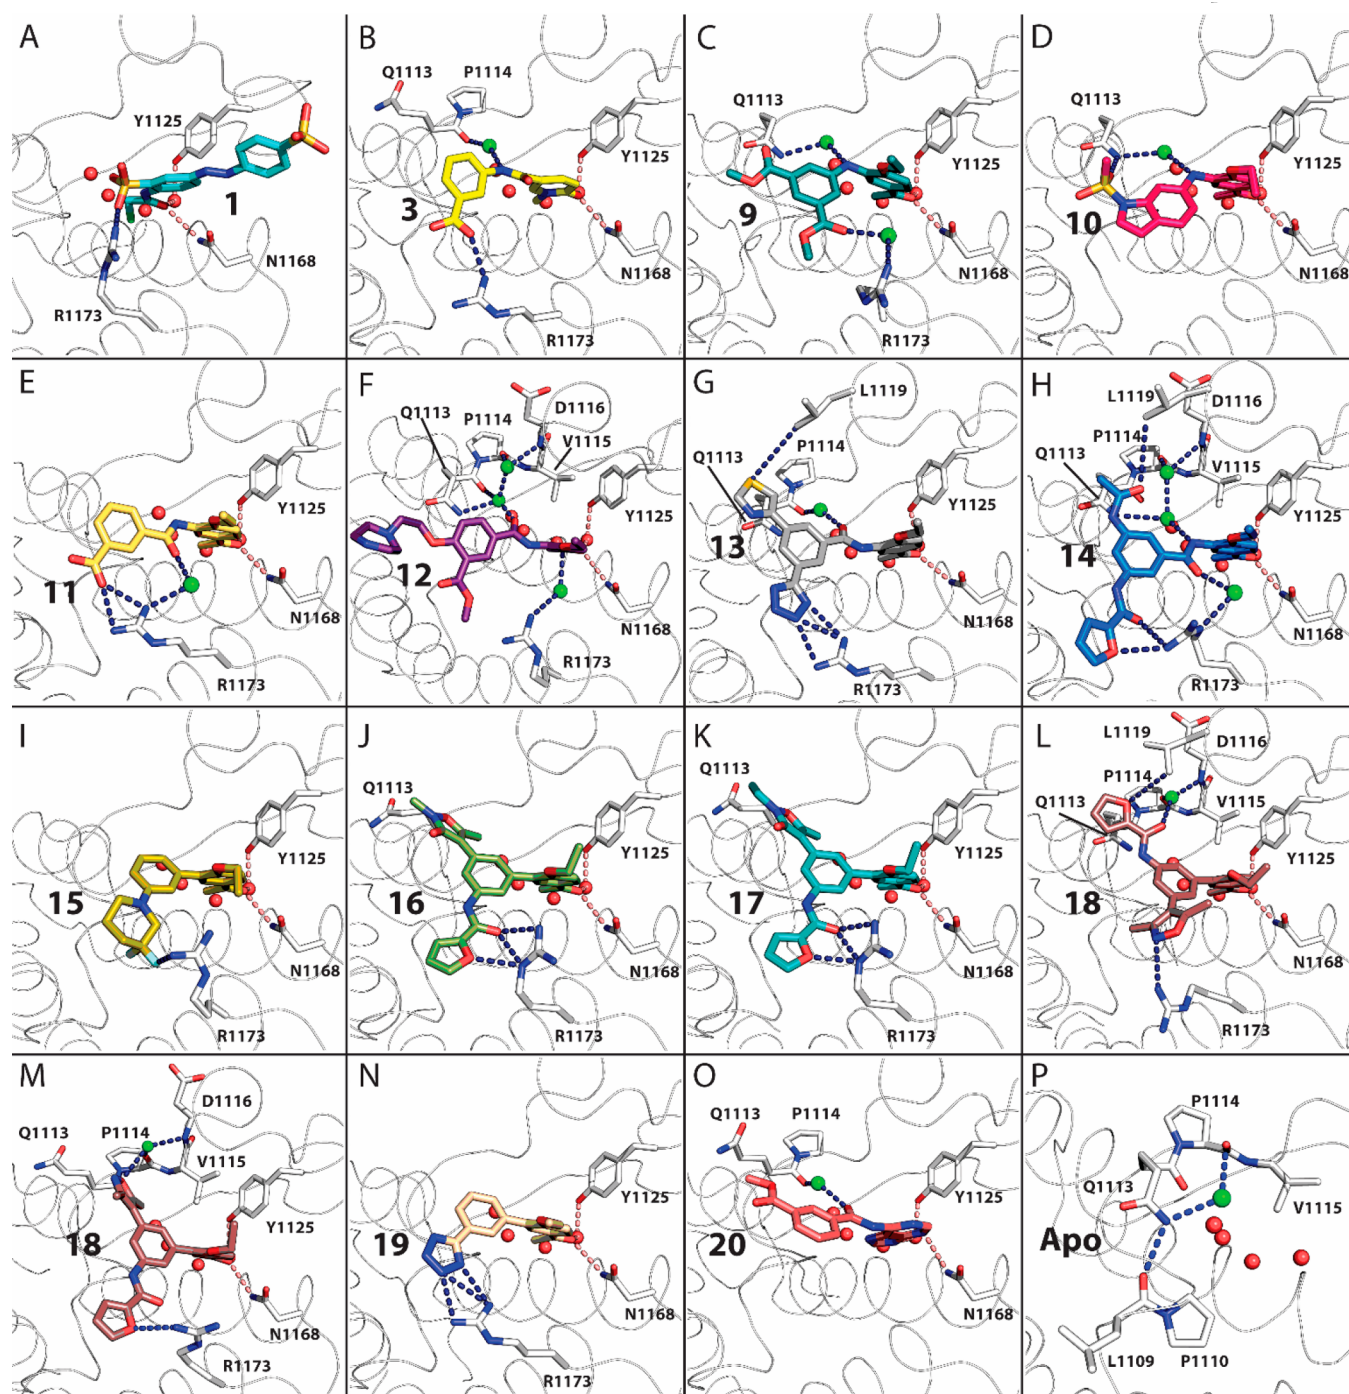 A
Y1125
1
N1168
R1173
B
Q1113
P1114
Y1125
3
N1168
R1173
C
Q1113
Y1125
9
N1168
R1173
D
Q1113
Y1125
10
N1168
E
Y1125
11
N1168
R1173
F
D1116
Q1113
P1114
V1115
Y1125
12
N1168
R1173
G
L1119
P1114
Q1113
Y1125
13
N1168
R1173
H
L1119
D1116
P1114
Q1113
V1115
Y1125
14
N1168
R1173
I
Y1125
15
N1168
R1173
J
Q1113
Y1125
16
N1168
R1173
K
Q1113
Y1125
17
N1168
R1173
L
L1119
D1116
P1114
Q1113
V1115
Y1125
18
N1168
R1173
M
D1116
Q1113
P1114
V1115
Y1125
18
N1168
R1173
N
Y1125
19
N1168
R1173
O
Q1113
P1114
Y1125
20
N1168
P
P1114
Q1113
V1115
Apo
L1109
P1110